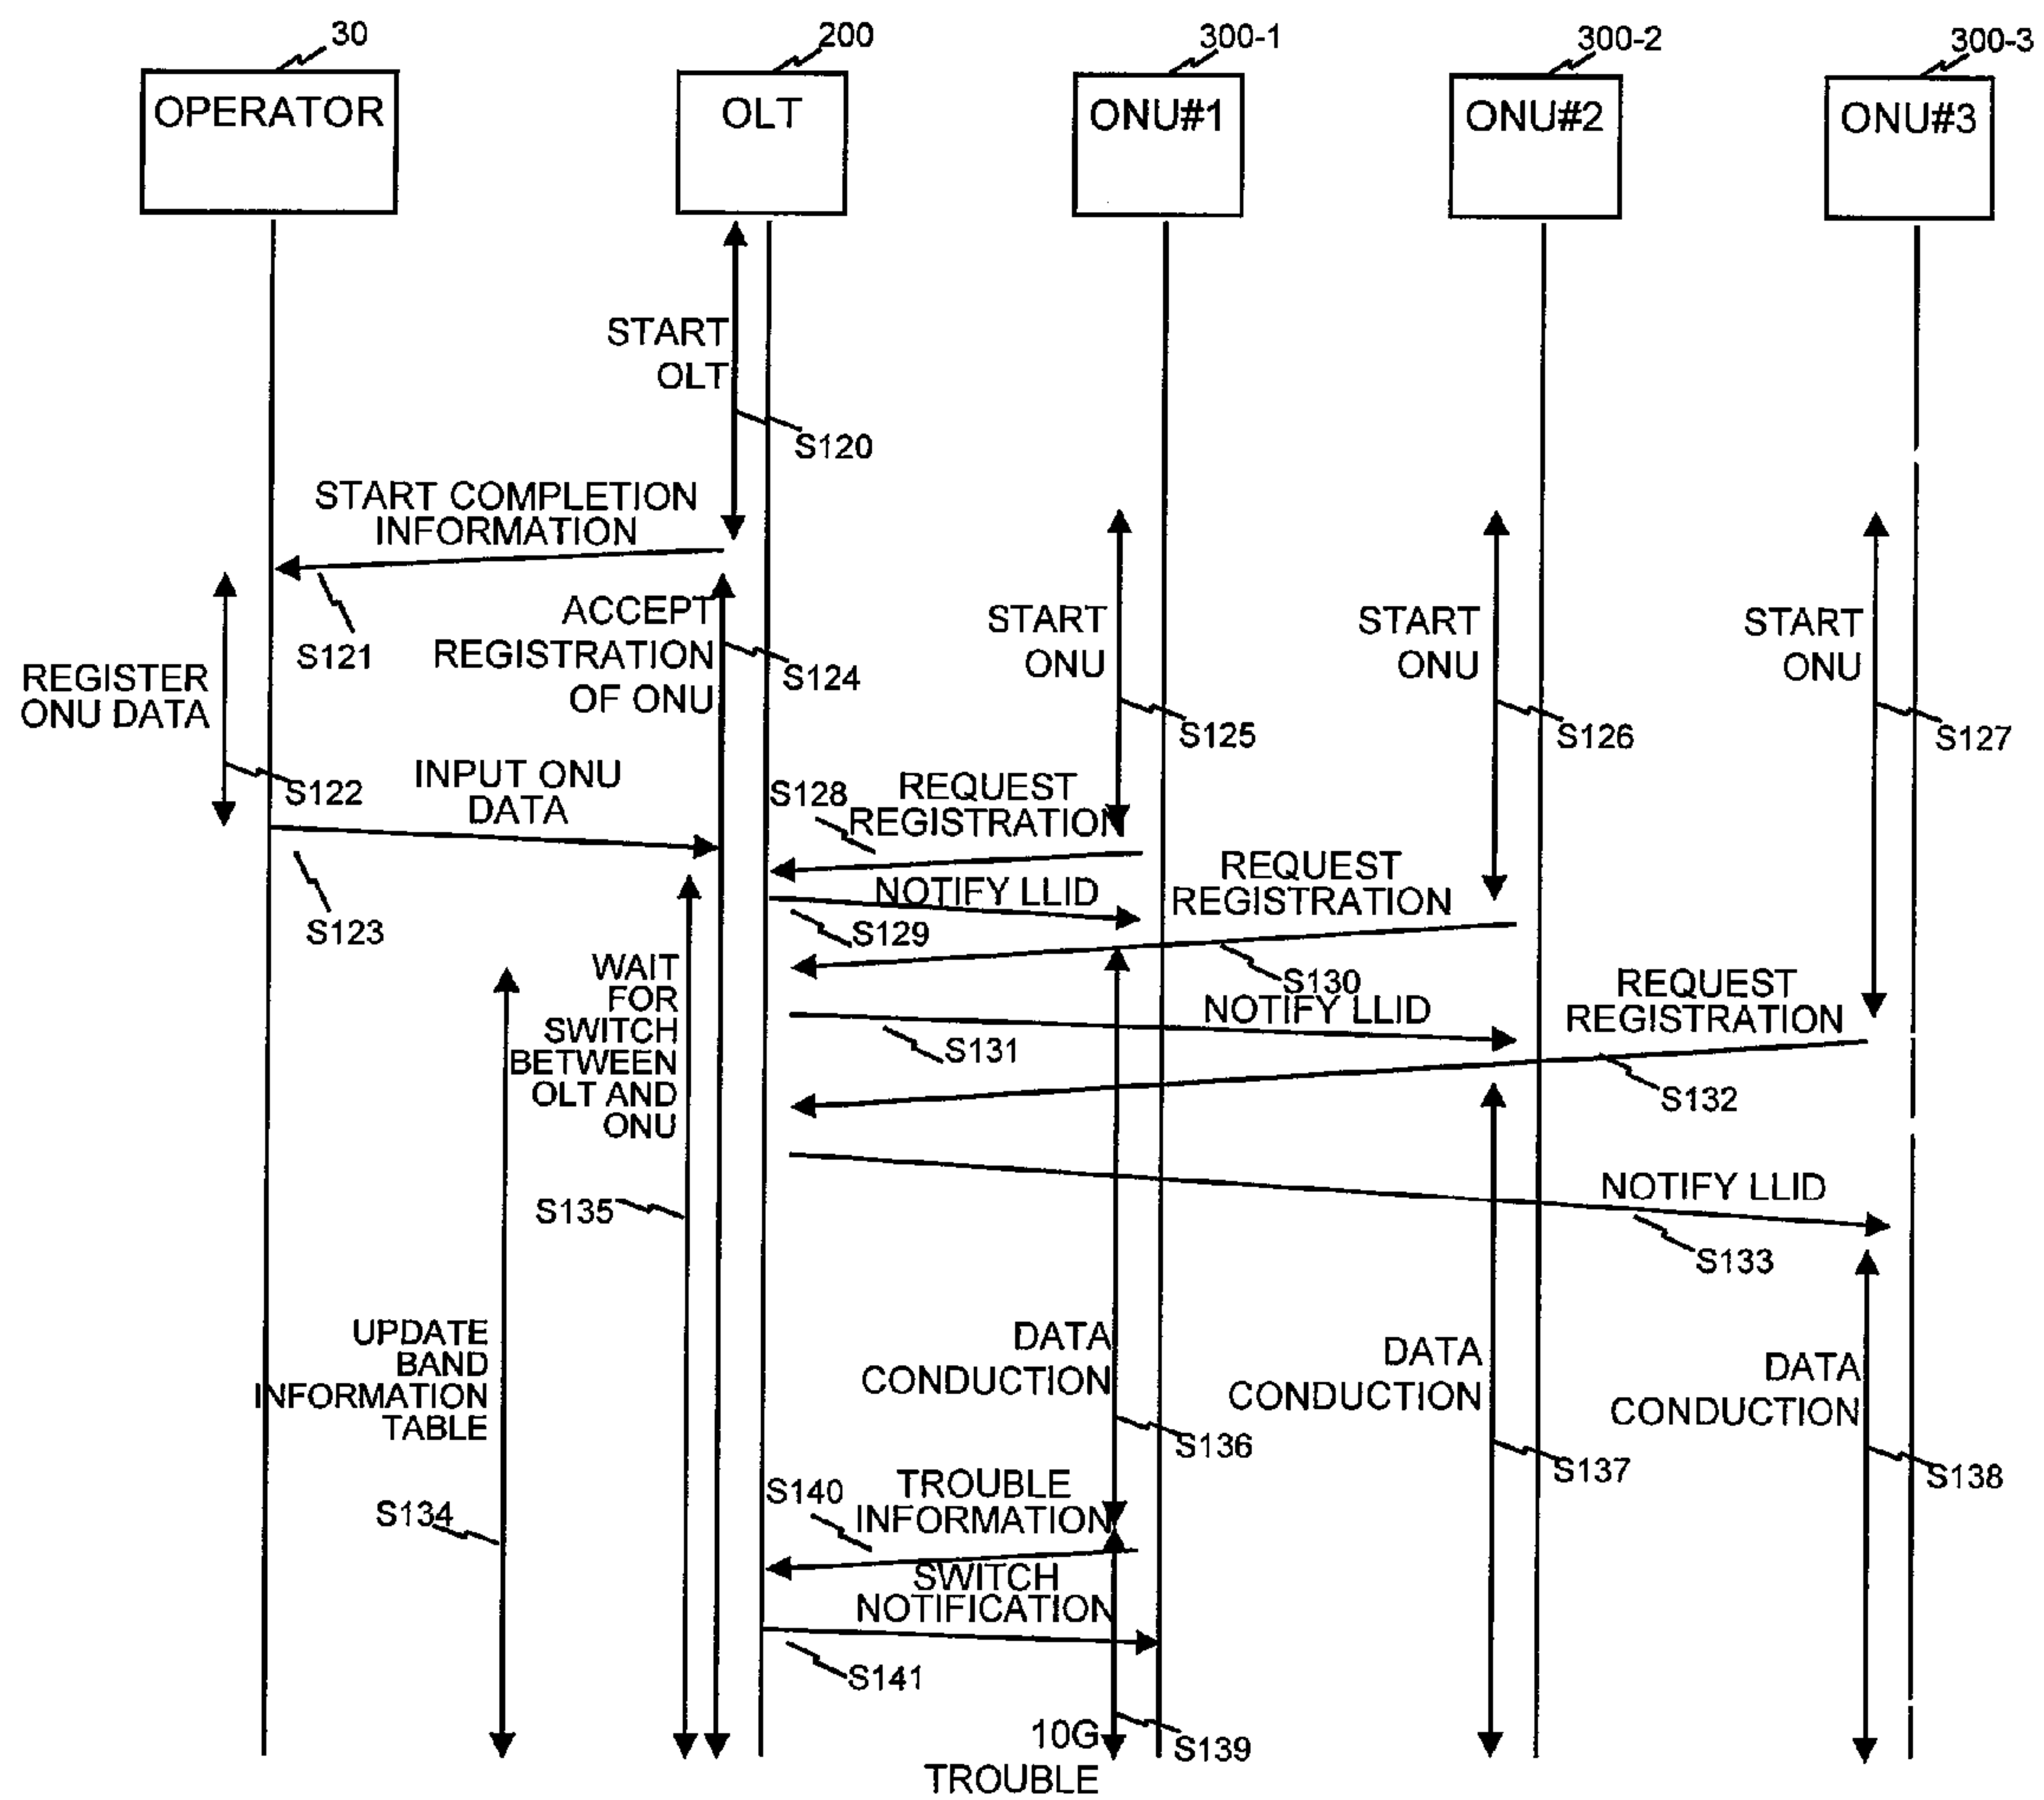 30
200
300-1
300-2
300-3
OPERATOR
OLT
ONU#1
ONU#2
ONU#3
START
OLT
S120
START COMPLETION
INFORMATION
S121
REGISTER
ONU DATA
S122
ACCEPT
REGISTRATION
OF ONU
S124
START
ONU
S125
START
ONU
S126
START
ONU
S127
INPUT ONU
DATA
S123
S128
REQUEST
REGISTRATION
NOTIFY LLID
S129
REQUEST
REGISTRATION
S130
NOTIFY LLID
S131
REQUEST
REGISTRATION
S132
NOTIFY LLID
S133
WAIT
FOR
SWITCH
BETWEEN
OLT AND
ONU
S135
UPDATE
BAND
INFORMATION
TABLE
S134
DATA
CONDUCTION
S136
DATA
CONDUCTION
S137
DATA
CONDUCTION
S138
S140
TROUBLE
INFORMATION
SWITCH
NOTIFICATION
S141
10G
TROUBLE
S139